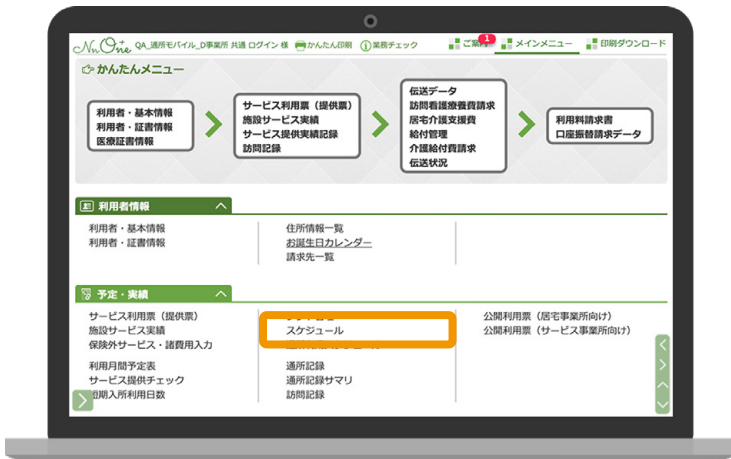 NnOne+ QA_通所モバイル_D事業所 共通 ログイン 様 かんたん印刷 業務チェック ご案内 1 メインメニュー 印刷ダウンロード
かんたんメニュー
利用者・基本情報
利用者・証書情報
医療証書情報
サービス利用票（提供票）
施設サービス実績
サービス提供実績記録
訪問記録
伝送データ
訪問看護療養費請求
居宅介護支援費
給付管理
介護給付費請求
伝送状況
利用料請求書
口座振替請求データ
利用者情報
利用者・基本情報
利用者・証書情報
住所情報一覧
お誕生日カレンダー
請求先一覧
予定・実績
サービス利用票（提供票）
施設サービス実績
保険外サービス・諸費用入力
利用月間予定表
サービス提供チェック
短期入所利用日数
スケジュール
通所記録
通所記録サマリ
訪問記録
公開利用票（居宅事業所向け）
公開利用票（サービス事業所向け）